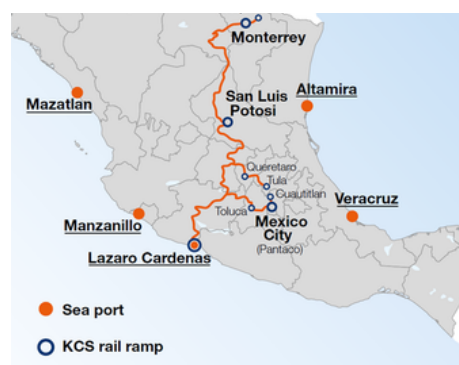 Monterrey
San Luis
Potosi
Altamira
Mazatlan
Queretaro
Tula
Cuautitlan
Toluca
Mexico
City
(Pantaco)
Veracruz
Manzanillo
Lazaro Cardenas
Sea port
KCS rail ramp